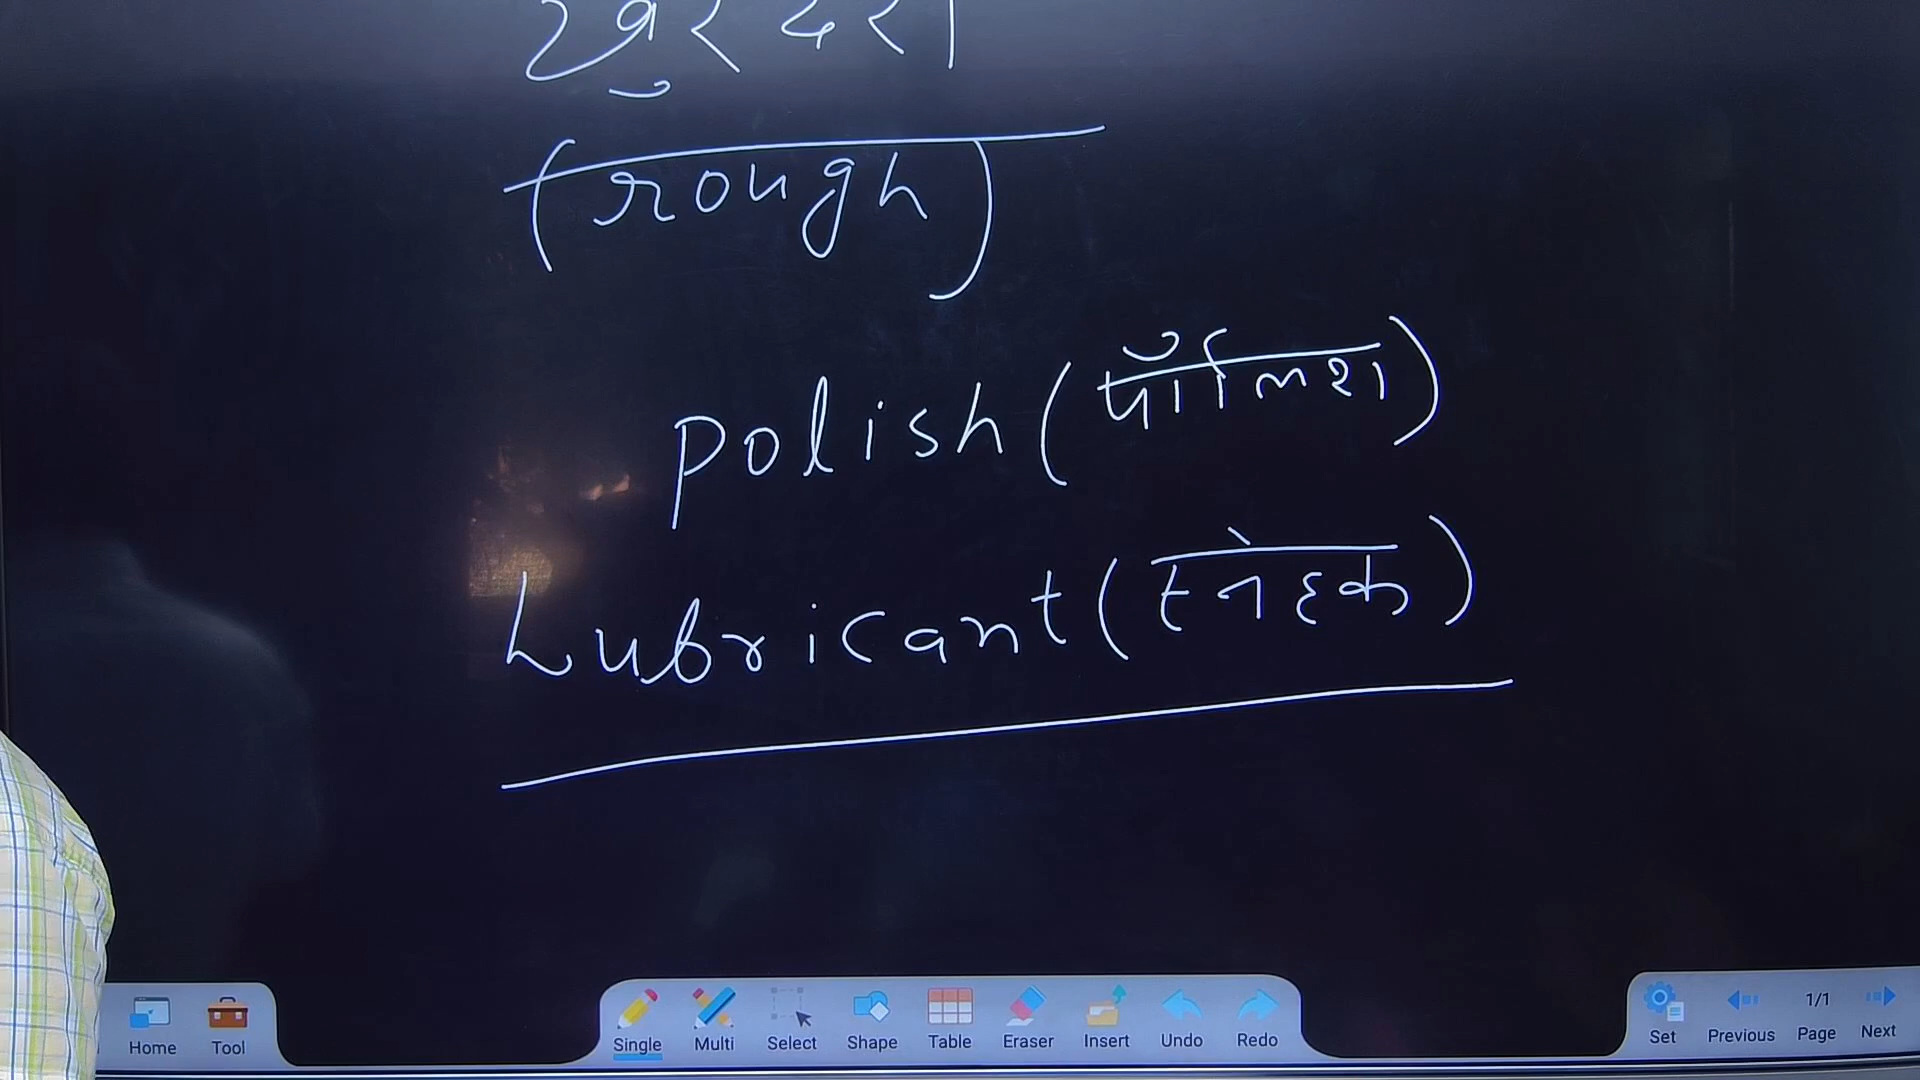 खुरदरा
(rough)
polish (पॉलिश)
Lubricant (स्नेहक)
Home Tool Single Multi Select Shape Table Eraser Insert Undo Redo Set Previous 1/1 Page Next